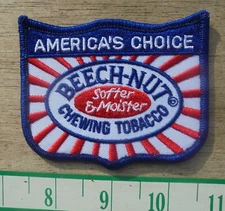 AMERICA'S CHOICE
BEECH-NUT®
Softer
& Moister
CHEWING TOBACCO
8 9 10 11